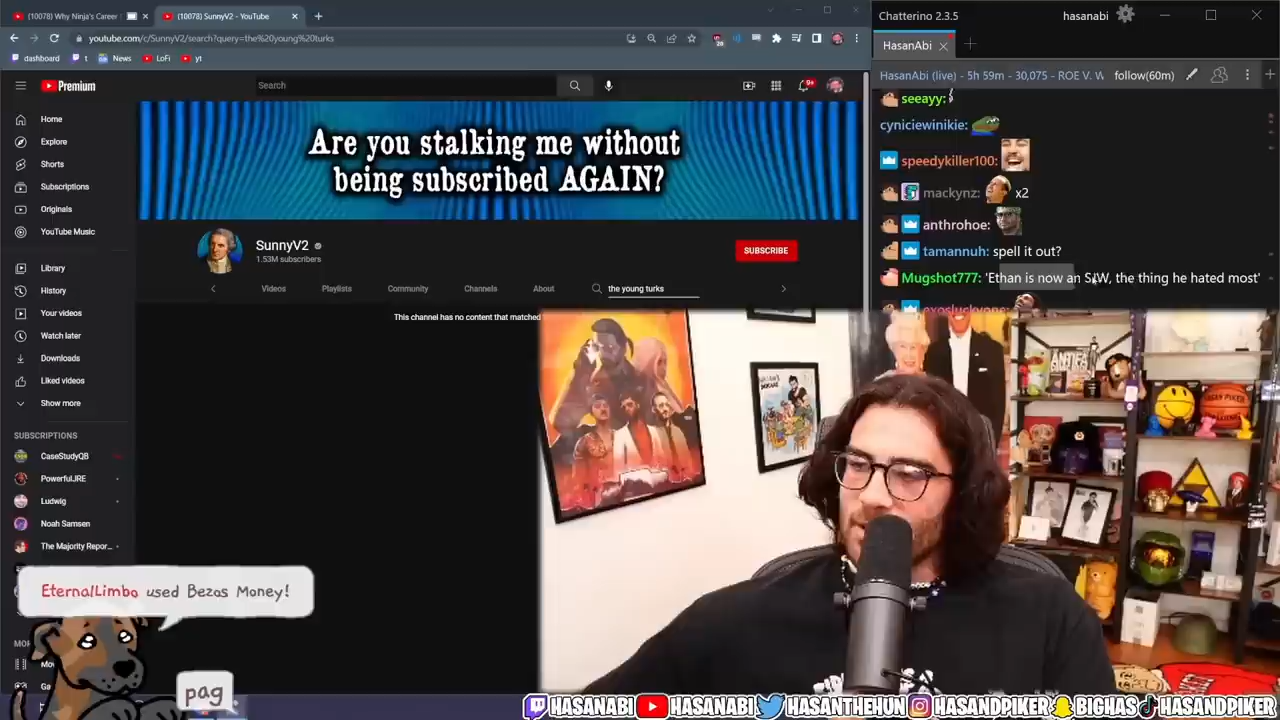 (10078) Why Ninja's Career
(10078) SunnyV2 - YouTube
Chatterino 2.3.5
hasanabi
youtube.com/c/SunnyV2/search?query=the%20young%20turks
HasanAbi
dashboard
t
News
LoFi
yt
HasanAbi (live) - 5h 59m - 30,075 - ROE V. W
follow(60m)
Premium
Search
9+
seeayy:
cyniciewinikie:
speedykiller100:
mackynz: x2
anthrohoe:
tamannuh: spell it out?
Mugshot777: 'Ethan is now an SJW, the thing he hated most'
exosluckyone:
Home
Explore
Shorts
Subscriptions
Originals
YouTube Music
Library
History
Your videos
Watch later
Downloads
Liked videos
Show more
SUBSCRIPTIONS
CaseStudyQB
PowerfulJRE
Ludwig
Noah Samsen
The Majority Repor...
Are you stalking me without
being subscribed AGAIN?
SunnyV2
1.53M subscribers
SUBSCRIBE
Videos
Playlists
Community
Channels
About
the young turks
This channel has no content that matched
ANTIFA
HASAN PIKER
EternalLimbo used Bezos Money!
pag
HASANABI
HASANABI
HASANTHEHUN
HASANDPIKER
BIGHAS
HASANDPIKER